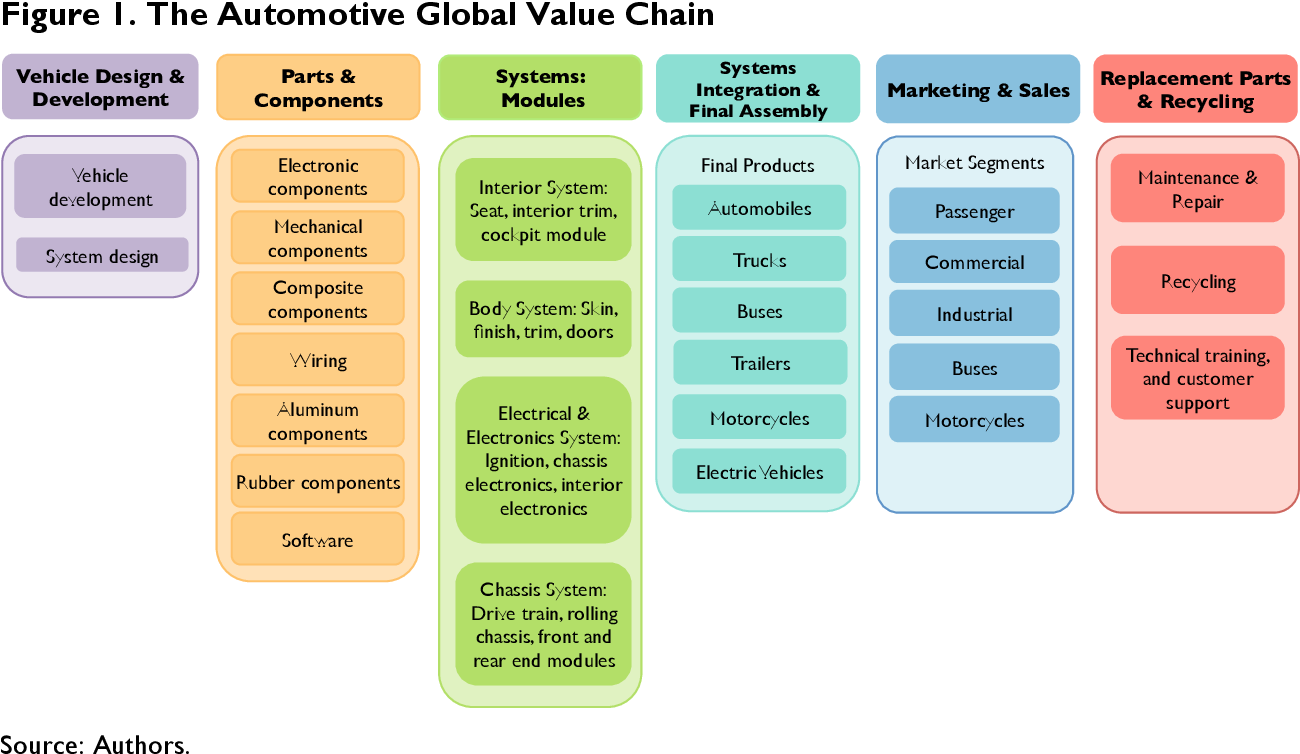 Figure 1. The Automotive Global Value Chain
Vehicle Design &
Development
Vehicle
development
System design
Parts &
Components
Electronic
components
Mechanical
components
Composite
components
Wiring
Aluminum
components
Rubber components
Software
Systems:
Modules
Interior System:
Seat, interior trim,
cockpit module
Body System: Skin,
finish, trim, doors
Electrical &
Electronics System:
Ignition, chassis
electronics, interior
electronics
Chassis System:
Drive train, rolling
chassis, front and
rear end modules
Systems
Integration &
Final Assembly
Final Products
Automobiles
Trucks
Buses
Trailers
Motorcycles
Electric Vehicles
Marketing & Sales
Market Segments
Passenger
Commercial
Industrial
Buses
Motorcycles
Replacement Parts
& Recycling
Maintenance &
Repair
Recycling
Technical training,
and customer
support
Source: Authors.